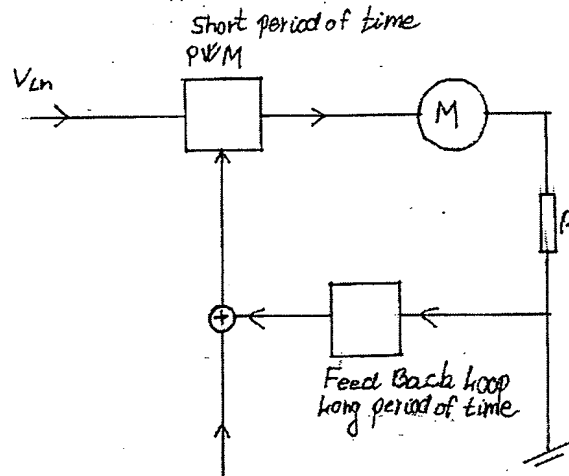 Short period of time
PWM
Vin
M
+
Feed Back Loop
Long period of time